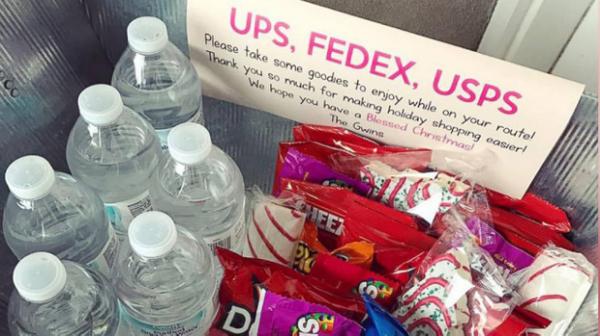 UPS, FEDEX, USPS
Please take some goodies to enjoy while on your route!
Thank you so much for making holiday shopping easier!
We hope you have a Blessed Christmas!
The Gwins
CHEEZ